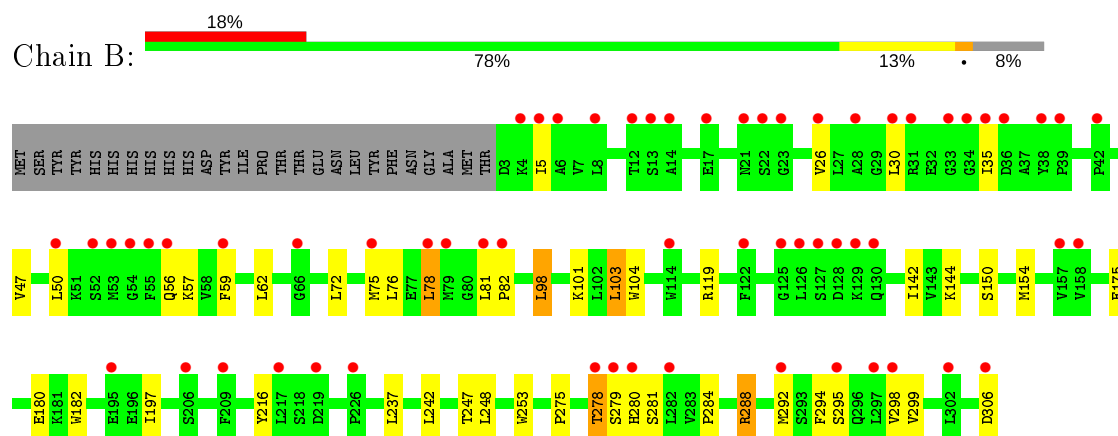 18%
Chain B:
78% 13% • 8%
MET SER TYR TYR HIS HIS HIS HIS HIS HIS ASP TYR ILE PRO THR THR GLU ASN LEU TYR PHE ASN GLY ALA MET THR D3 K4 I5 A6 V7 L8 T12 S13 A14 E17 N21 S22 G23 V26 L27 A28 G29 L30 R31 E32 G33 G34 I35 D36 A37 Y38 P39 P42
V47 L50 K51 S52 M53 G54 F55 Q56 K57 V58 F59 L62 G66 L72 M75 L76 E77 L78 M79 G80 L81 P82 L98 K101 L102 L103 W104 W114 R119 F122 G125 L126 S127 D128 K129 Q130 I142 V143 K144 S150 M154 V157 V158 E175
E180 K181 W182 E195 E196 I197 S206 F209 Y216 L217 S218 D219 P226 L237 L242 T247 L248 W253 P275 T278 S279 H280 S281 L282 V283 P284 R288 M292 S293 F294 S295 Q296 L297 V298 V299 L302 D306